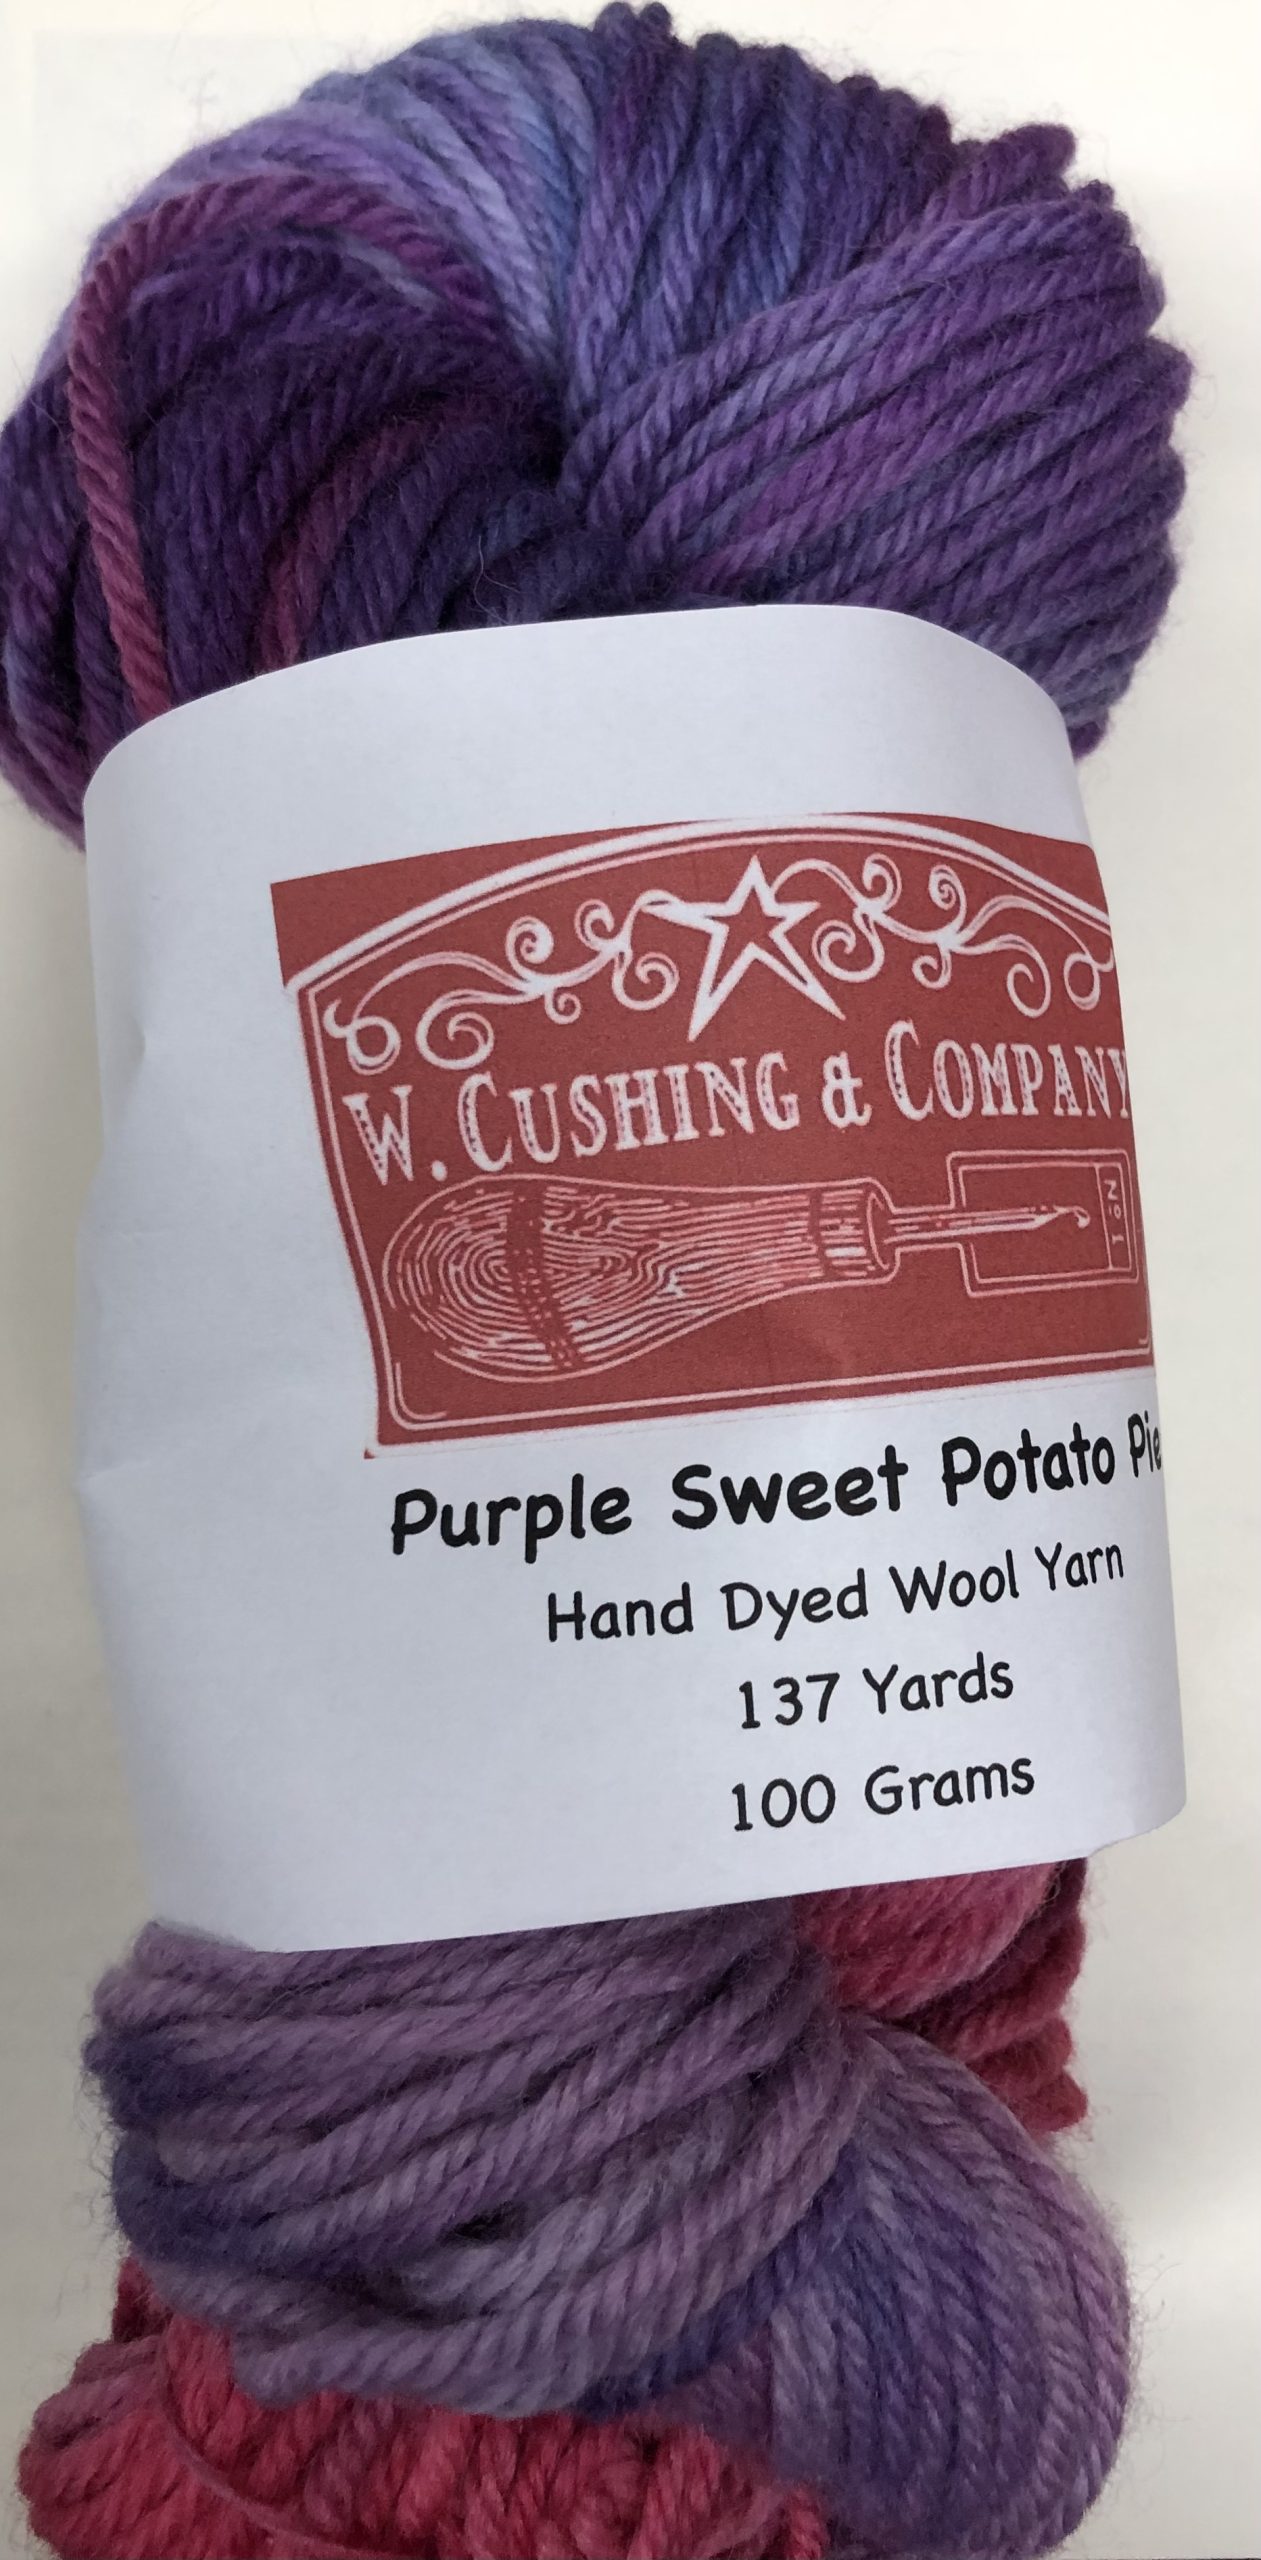 W. CUSHING & COMPANY
No 1
Purple Sweet Potato Pie
Hand Dyed Wool Yarn
137 Yards
100 Grams